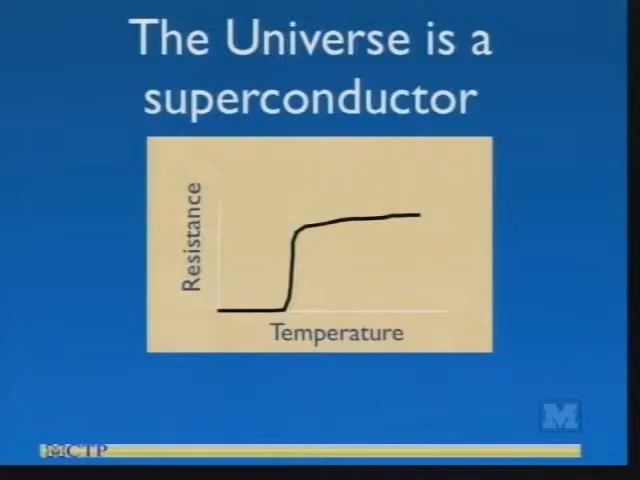 The Universe is a
superconductor
Resistance
Temperature
M
MCTP